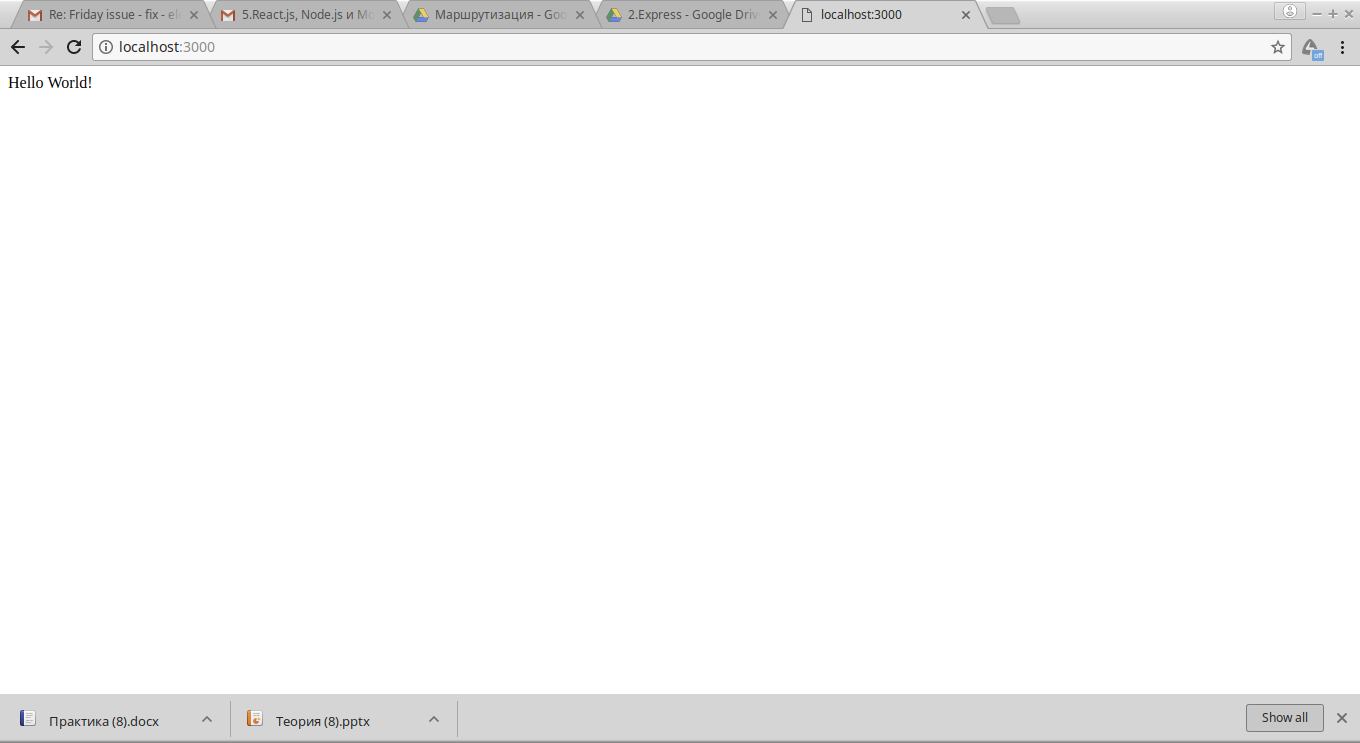 Re: Friday issue - fix - el
5.React.js, Node.js и Mo
Маршрутизация - Goo
2.Express - Google Driv
localhost:3000
localhost:3000
off
Hello World!
Практика (8).docx
Теория (8).pptx
Show all